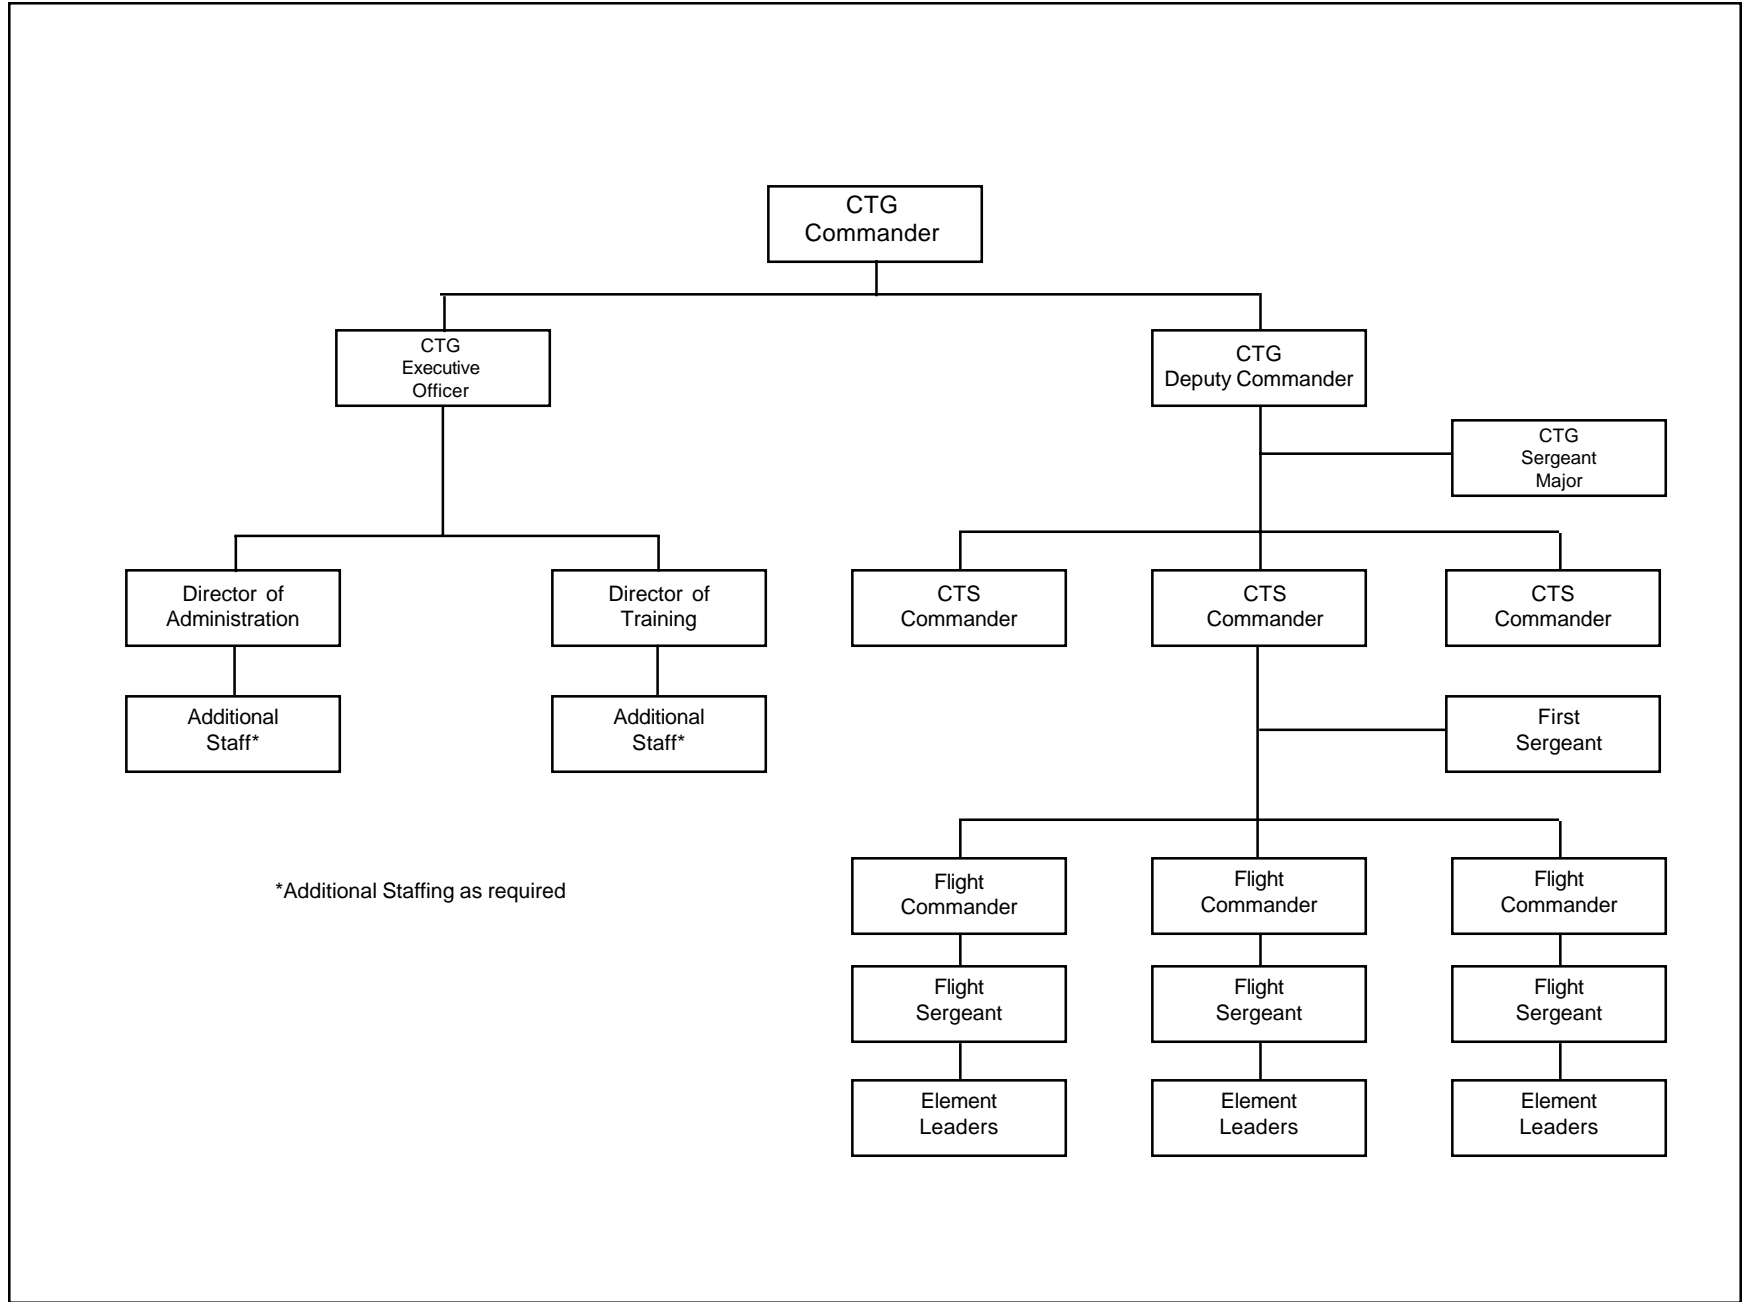 CTG
Commander
CTG
Executive
Officer
CTG
Deputy Commander
CTG
Sergeant
Major
Director of
Administration
Director of
Training
CTS
Commander
CTS
Commander
CTS
Commander
Additional
Staff*
Additional
Staff*
First
Sergeant
*Additional Staffing as required
Flight
Commander
Flight
Commander
Flight
Commander
Flight
Sergeant
Flight
Sergeant
Flight
Sergeant
Element
Leaders
Element
Leaders
Element
Leaders